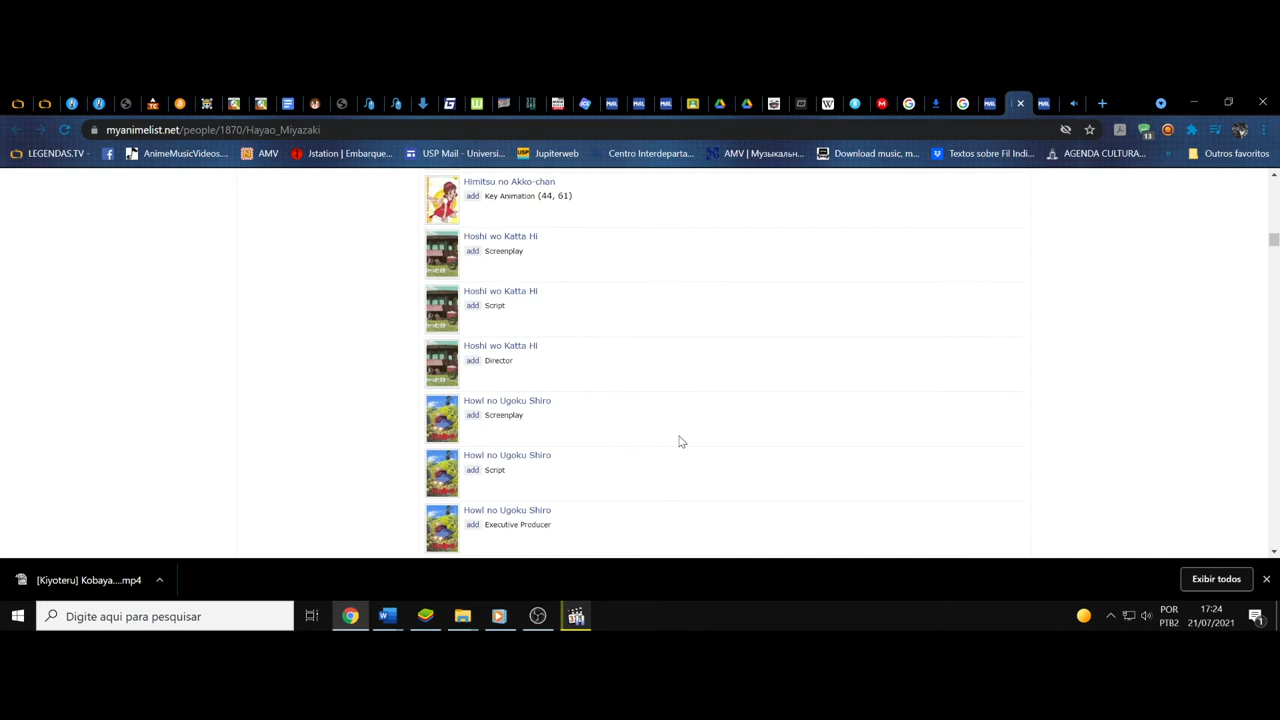 myanimelist.net/people/1870/Hayao_Miyazaki
13
LEGENDAS.TV - AnimeMusicVideos... AMV Jstation | Embarque... USP Mail - Universi... Jupiterweb Centro Interdeparta... AMV | Музыкальн... Download music, m... Textos sobre Fil Indi... AGENDA CULTURA... » Outros favoritos
Himitsu no Akko-chan
add Key Animation (44, 61)
Hoshi wo Katta Hi
add Screenplay
Hoshi wo Katta Hi
add Script
Hoshi wo Katta Hi
add Director
Howl no Ugoku Shiro
add Screenplay
Howl no Ugoku Shiro
add Script
Howl no Ugoku Shiro
add Executive Producer
[Kiyoteru] Kobaya....mp4
Exibir todos
Digite aqui para pesquisar
POR
PTB2
17:24
21/07/2021
1